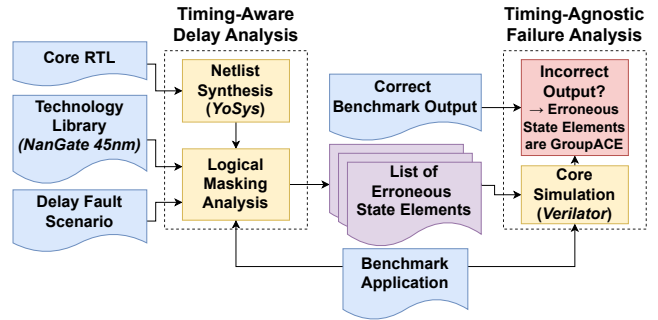 Timing-Aware
Delay Analysis
Timing-Agnostic
Failure Analysis
Core RTL
Technology
Library
(NanGate 45nm)
Delay Fault
Scenario
Netlist
Synthesis
(YoSys)
Logical
Masking
Analysis
Correct
Benchmark Output
List of
Erroneous
State Elements
Benchmark
Application
Incorrect
Output?
→ Erroneous
State Elements
are GroupACE
Core
Simulation
(Verilator)